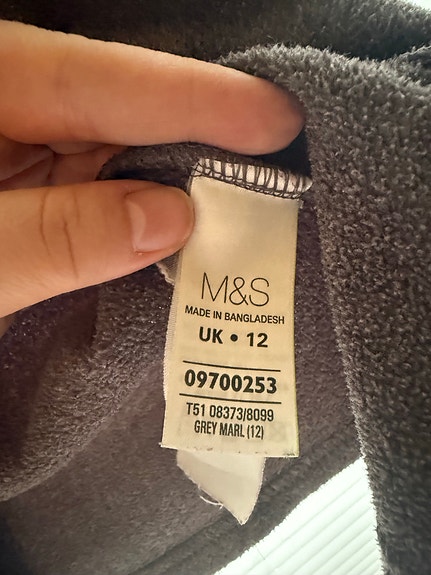 M&S
MADE IN BANGLADESH
UK • 12
09700253
T51 08373/8099
GREY MARL (12)